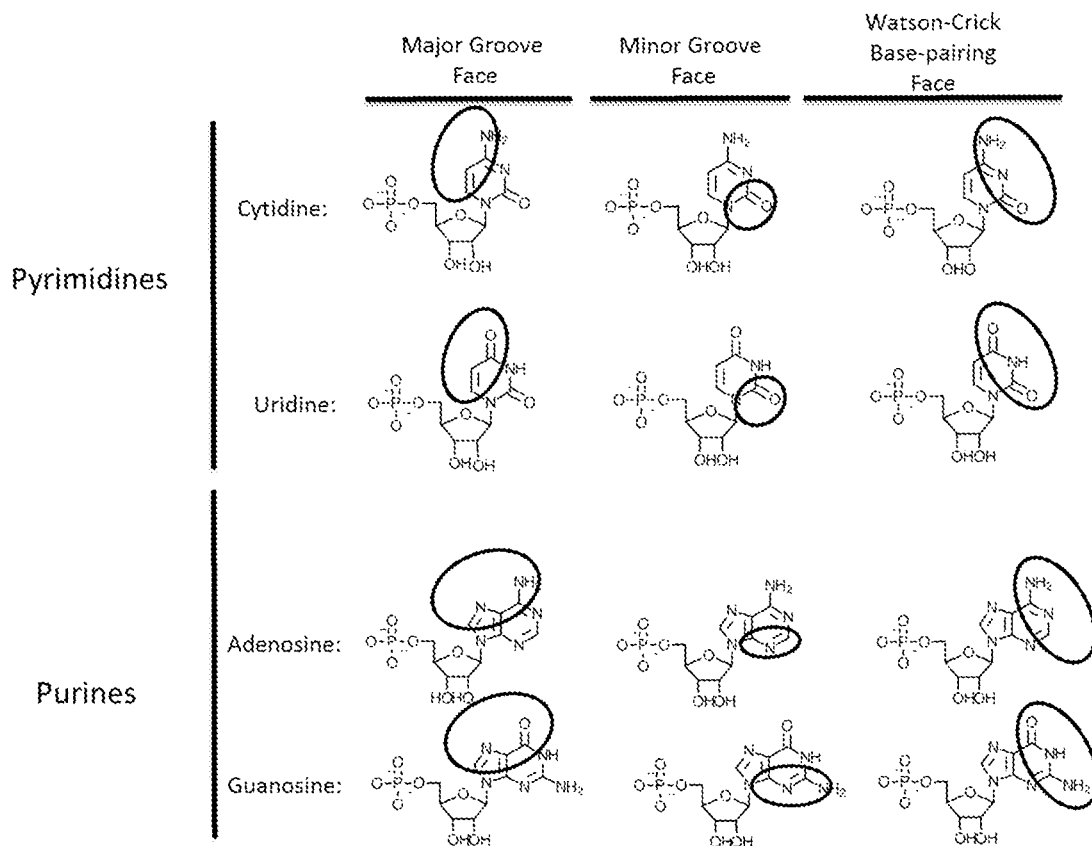 Major Groove
Face
Minor Groove
Face
Watson-Crick
Base-pairing
Face
Pyrimidines
Cytidine:
NH₂
N
N
O
O
O-P-O
O
O
OHOH
NH₂
N
N
O
O
O-P-O
O
O
OHOH
NH₂
N
N
O
O
O-P-O
O
O
OHOH
Uridine:
O
NH
N
O
O
O-P-O
O
O
OHOH
O
NH
N
O
O
O-P-O
O
O
OHOH
O
NH
N
O
O
O-P-O
O
O
OHOH
Purines
Adenosine:
NH₂
N
N
N
N
O
O-P-O
O
O
HOHO
NH₂
N
N
N
N
O
O-P-O
O
O
OHOH
NH₂
N
N
N
N
O
O-P-O
O
O
OHOH
Guanosine:
O
N
NH
N
N
NH₂
O
O-P-O
O
O
OHOH
O
N
NH
N
N
NH₂
O
O-P-O
O
O
OHOH
O
N
NH
N
N
NH₂
O
O-P-O
O
O
OHOH